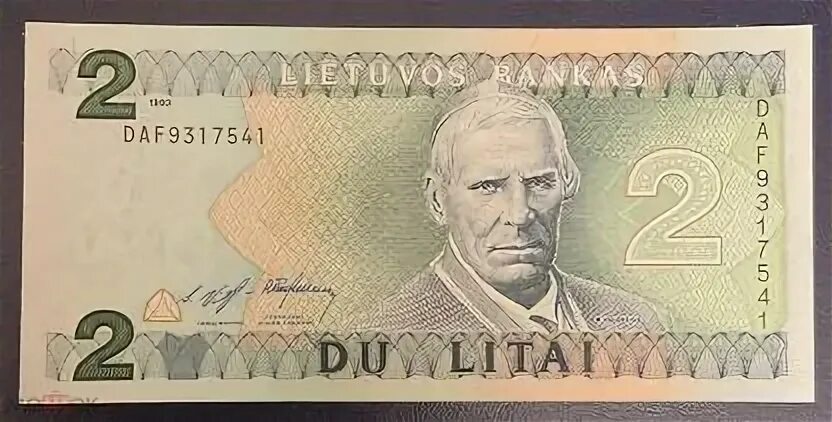 2
LIETUVOS BANKAS
DAF9317541
2
DAF9317541
2
DU LITAI